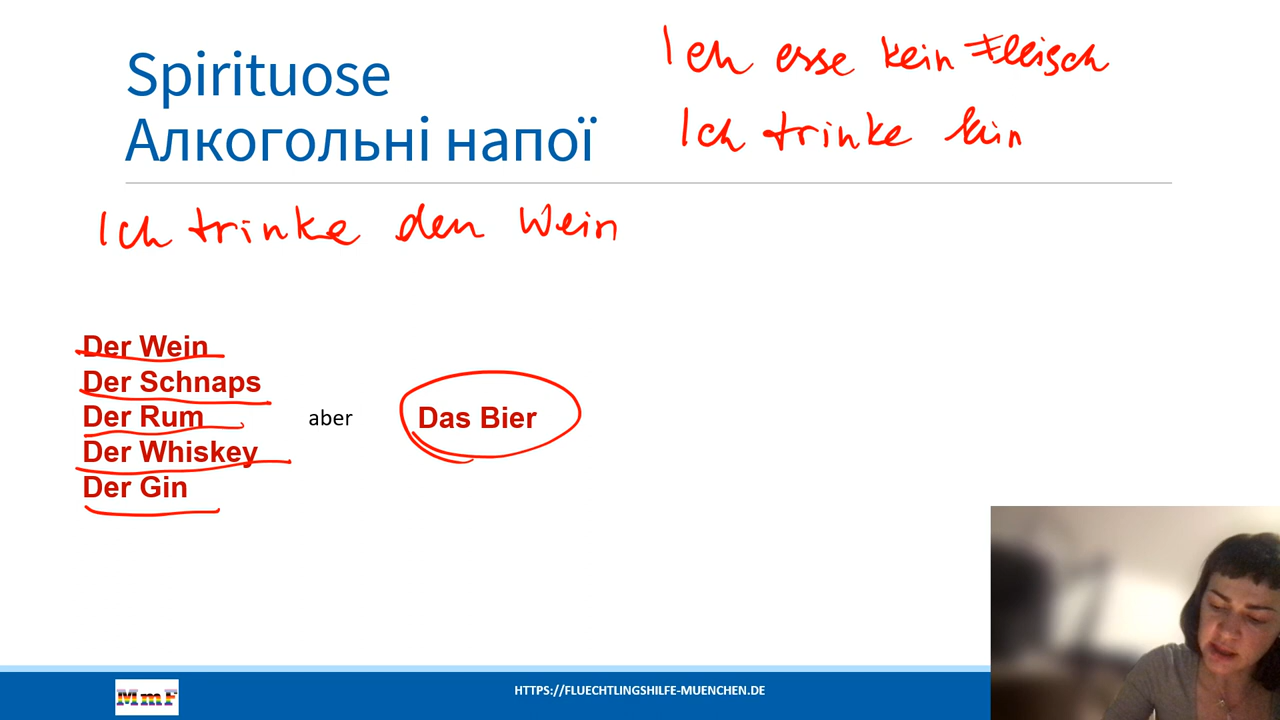 Spirituose
Алкогольні напої
Ich esse kein Fleisch
Ich trinke kein
Ich trinke den Wein
Der Wein
Der Schnaps
Der Rum
Der Whiskey
Der Gin
aber
Das Bier
MmF
HTTPS://FLUECHTLINGSHILFE-MUENCHEN.DE